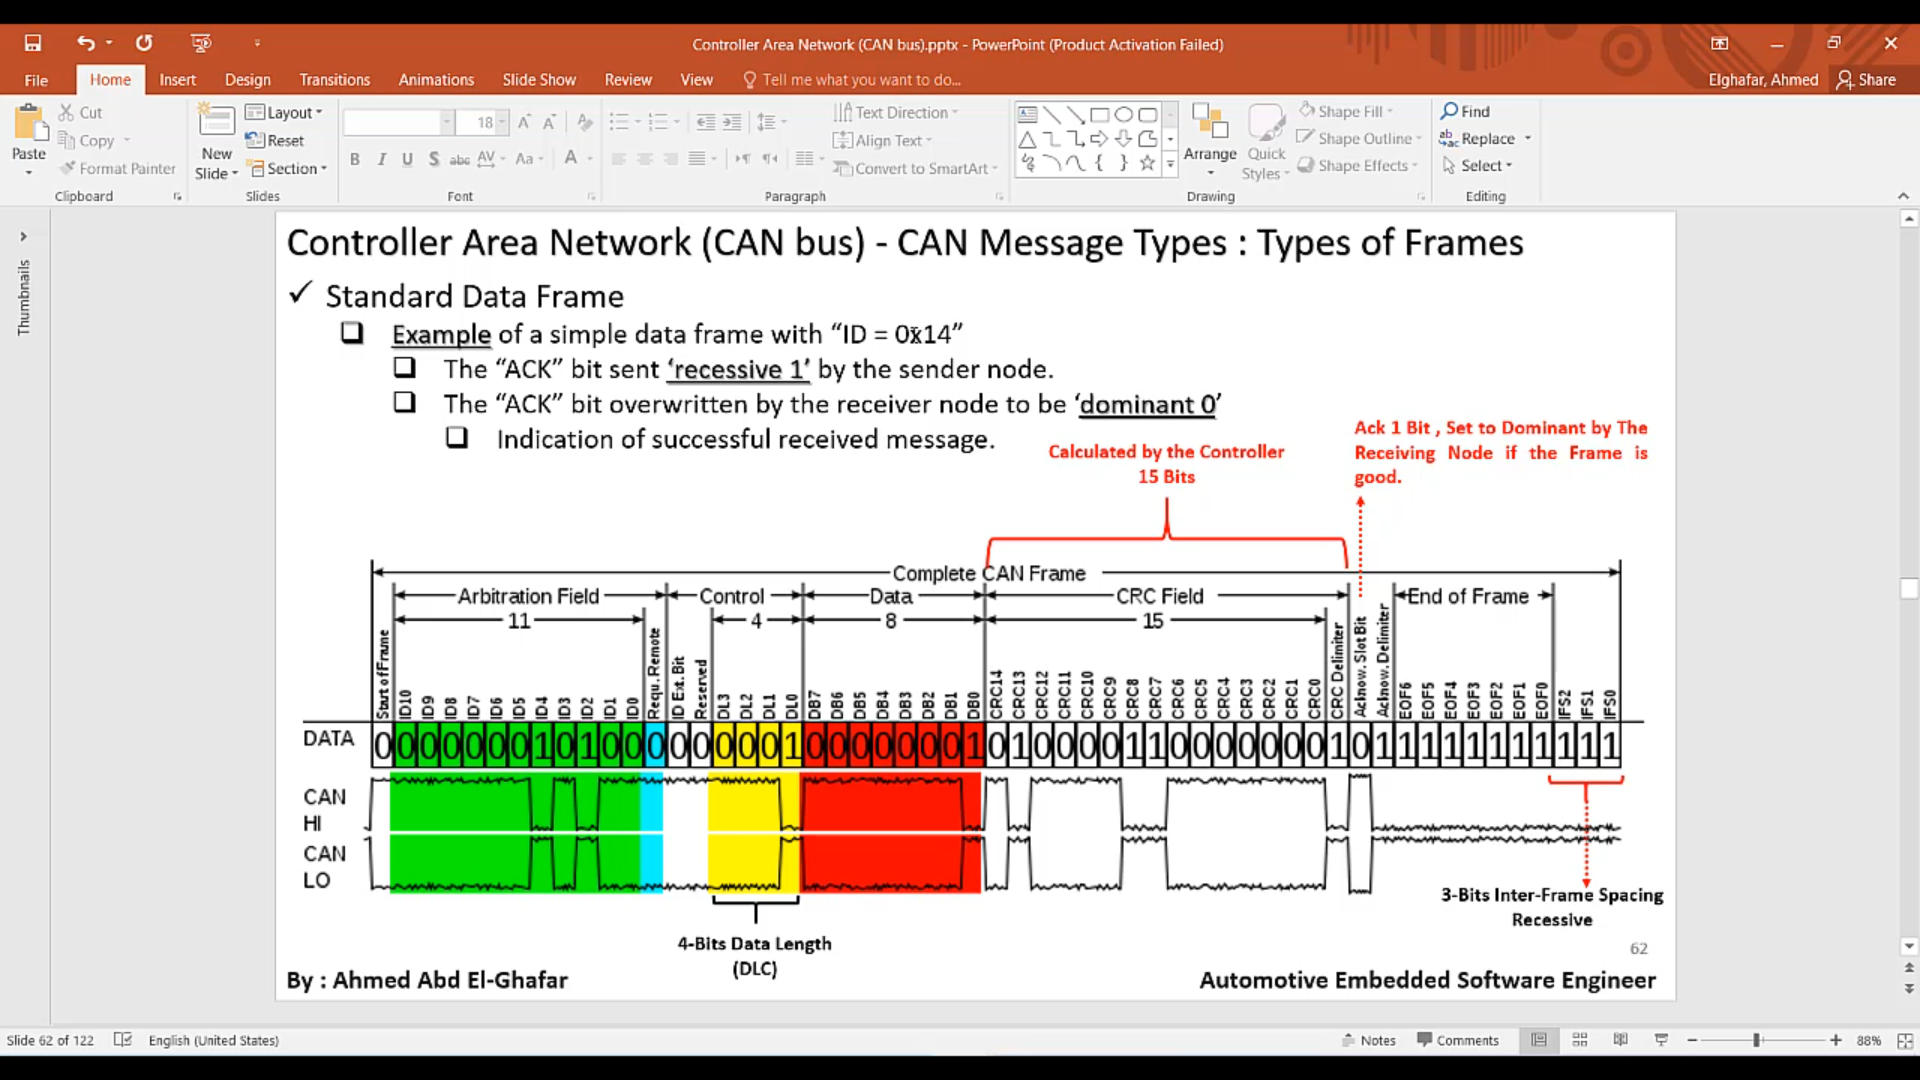 Controller Area Network (CAN bus).pptx - PowerPoint (Product Activation Failed)
File Home Insert Design Transitions Animations Slide Show Review View Tell me what you want to do... Elghafar, Ahmed Share
Cut
Copy
Format Painter
Paste
Clipboard
New Slide
Layout
Reset
Section
Slides
18
B I U S abc AV Aa A
Font
Text Direction
Align Text
Convert to SmartArt
Paragraph
Arrange
Quick Styles
Shape Fill
Shape Outline
Shape Effects
Drawing
Find
Replace
Select
Editing
Thumbnails
Controller Area Network (CAN bus) - CAN Message Types : Types of Frames
✓ Standard Data Frame
Example of a simple data frame with “ID = 0x14”
The “ACK” bit sent ‘recessive 1’ by the sender node.
The “ACK” bit overwritten by the receiver node to be ‘dominant 0’
Indication of successful received message.
Calculated by the Controller
15 Bits
Ack 1 Bit , Set to Dominant by The
Receiving Node if the Frame is
good.
Complete CAN Frame
Arbitration Field Control Data CRC Field End of Frame
11 4 8 15
Start of Frame ID10 ID9 ID8 ID7 ID6 ID5 ID4 ID3 ID2 ID1 ID0 Requ. Remote ID Ext. Bit Reserved DL3 DL2 DL1 DL0 DB7 DB6 DB5 DB4 DB3 DB2 DB1 DB0 CRC14 CRC13 CRC12 CRC11 CRC10 CRC9 CRC8 CRC7 CRC6 CRC5 CRC4 CRC3 CRC2 CRC1 CRC0 CRC Delimiter Acknow. Slot Bit Acknow. Delimiter EOF6 EOF5 EOF4 EOF3 EOF2 EOF1 EOF0 IFS2 IFS1 IFS0
DATA 0 0 0 0 0 0 0 1 0 1 0 0 0 0 0 0 0 0 1 0 0 0 0 0 0 0 1 0 1 0 0 0 0 1 1 0 0 0 0 0 0 0 1 0 1 1 1 1 1 1 1 1 1 1 1
CAN
HI
CAN
LO
4-Bits Data Length
(DLC)
3-Bits Inter-Frame Spacing
Recessive
62
By : Ahmed Abd El-Ghafar
Automotive Embedded Software Engineer
Slide 62 of 122 English (United States) Notes Comments 88%